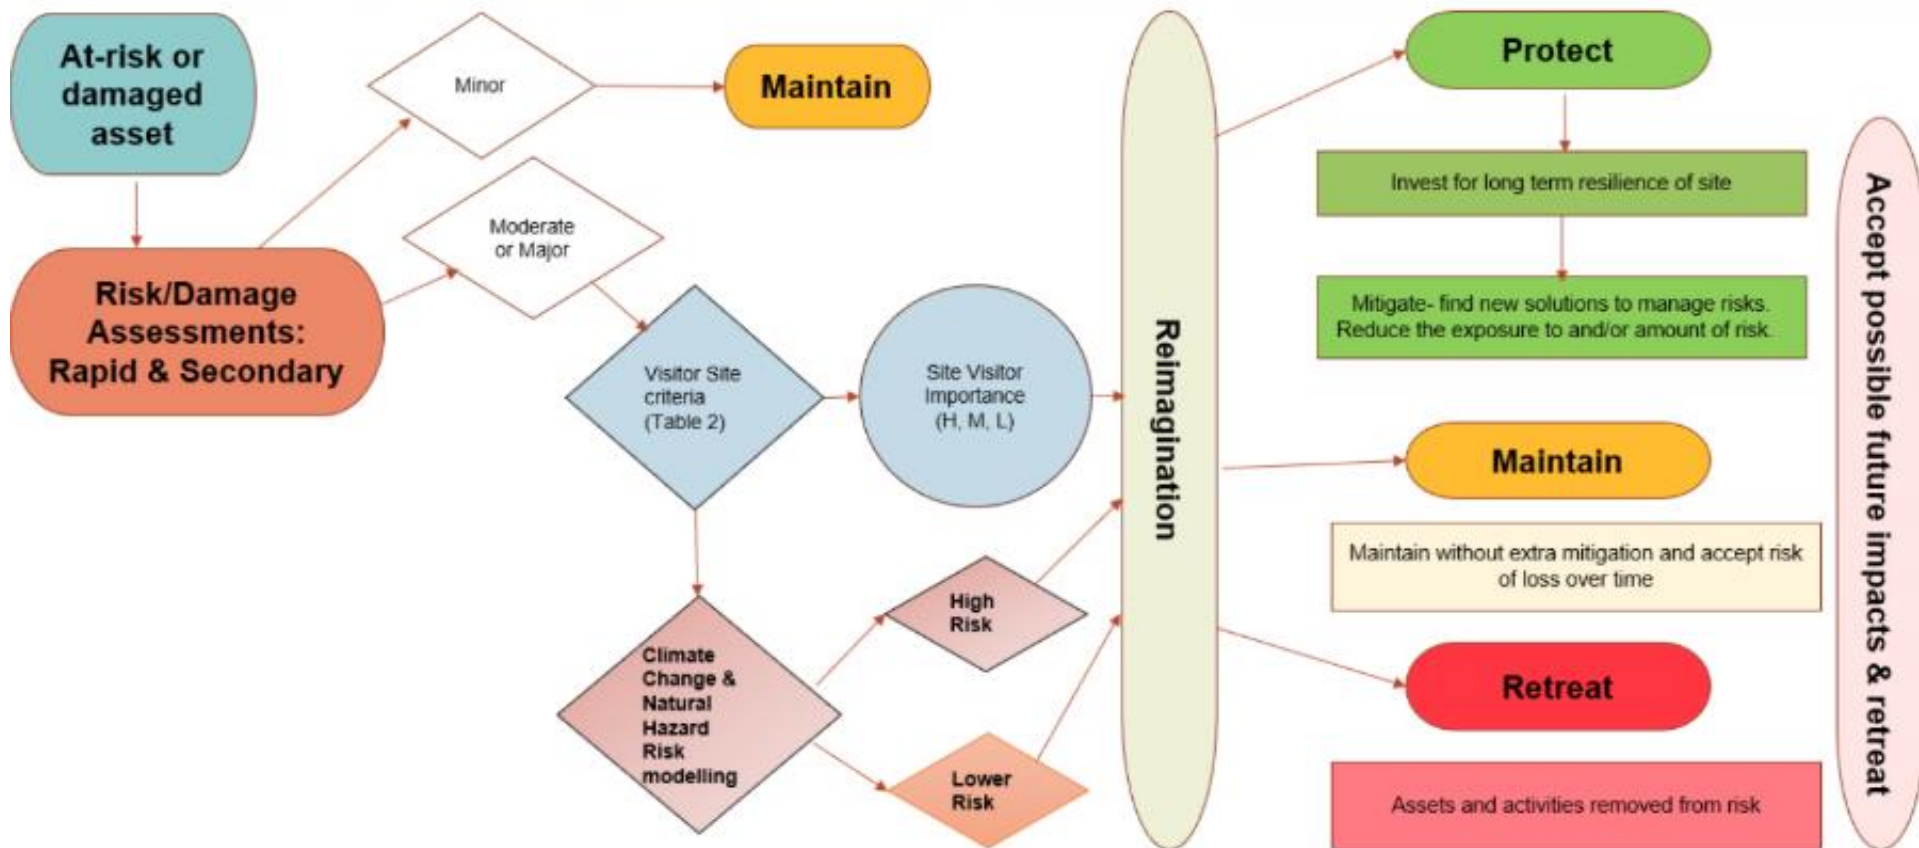 At-risk or
damaged
asset
Risk/Damage
Assessments:
Rapid & Secondary
Minor
Maintain
Moderate
or Major
Visitor Site
criteria
(Table 2)
Site Visitor
Importance
(H, M, L)
Climate
Change &
Natural
Hazard
Risk
modelling
High
Risk
Lower
Risk
Reimagination
Protect
Invest for long term resilience of site
Mitigate- find new solutions to manage risks.
Reduce the exposure to and/or amount of risk.
Maintain
Maintain without extra mitigation and accept risk
of loss over time
Retreat
Assets and activities removed from risk
Accept possible future impacts & retreat